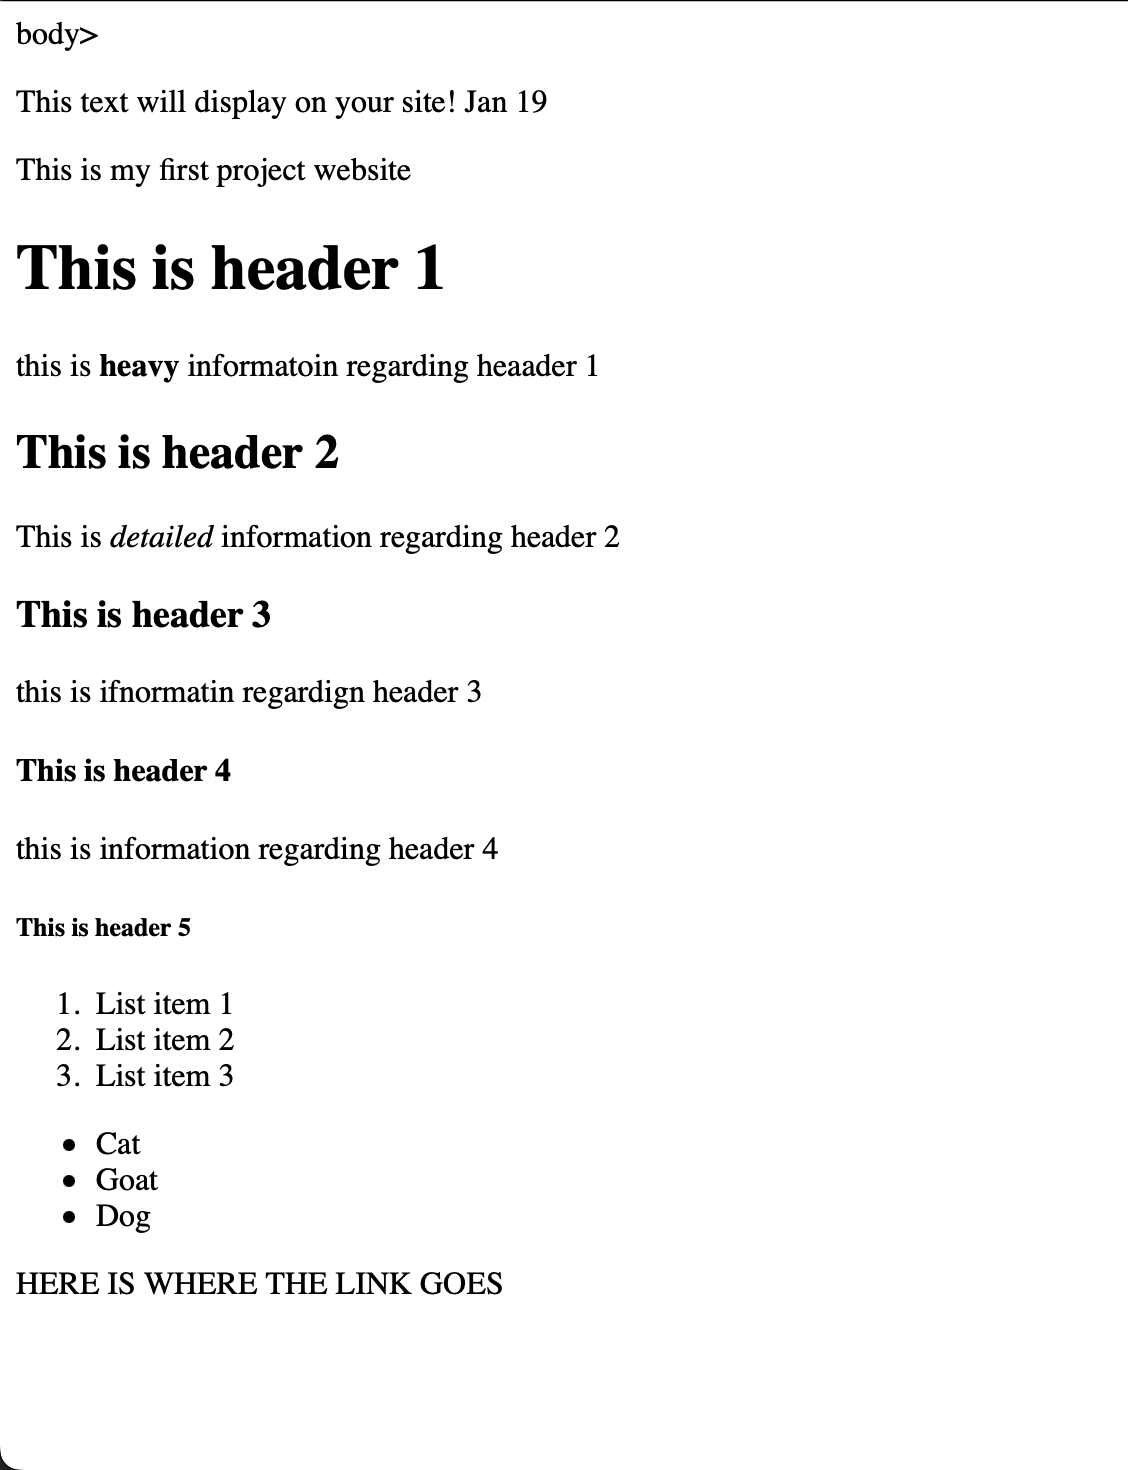 body>
This text will display on your site! Jan 19
This is my first project website
This is header 1
this is heavy informatoin regarding heaader 1
This is header 2
This is detailed information regarding header 2
This is header 3
this is ifnormatin regardign header 3
This is header 4
this is information regarding header 4
This is header 5
1. List item 1
2. List item 2
3. List item 3
• Cat
• Goat
• Dog
HERE IS WHERE THE LINK GOES